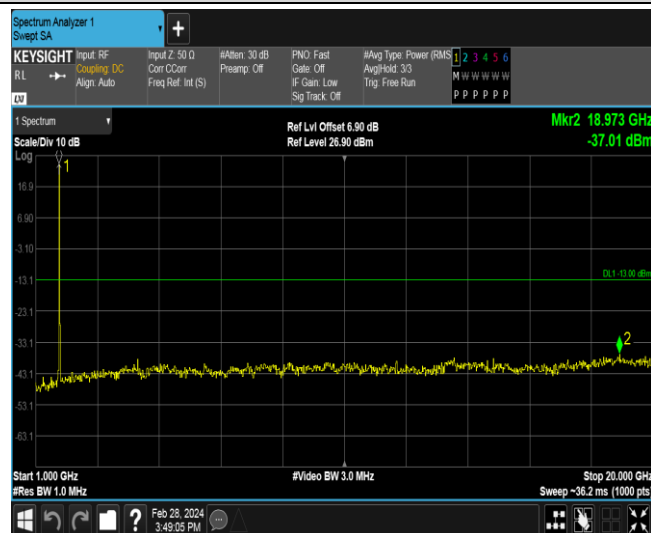 Spectrum Analyzer 1
Swept SA
+
KEYSIGHT Input: RF Input Z: 50 Ω #Atten: 30 dB PNO: Fast #Avg Type: Power (RMS 1 2 3 4 5 6
RL Coupling: DC Corr CCorr Preamp: Off Gate: Off Avg|Hold: 3/3 M W W W W W
Align: Auto Freq Ref: Int (S) IF Gain: Low Trig: Free Run
Sig Track: Off P P P P P P
LXI
1 Spectrum Ref Lvl Offset 6.90 dB Mkr2 18.973 GHz
Scale/Div 10 dB Ref Level 26.90 dBm -37.01 dBm
Log
1
16.9
6.90
-3.10
-13.1 DL1 -13.00 dBm
-23.1
-33.1 2
-43.1
-53.1
-63.1
Start 1.000 GHz #Video BW 3.0 MHz Stop 20.000 GHz
#Res BW 1.0 MHz Sweep ~36.2 ms (1000 pts)
? Feb 28, 2024
3:49:05 PM